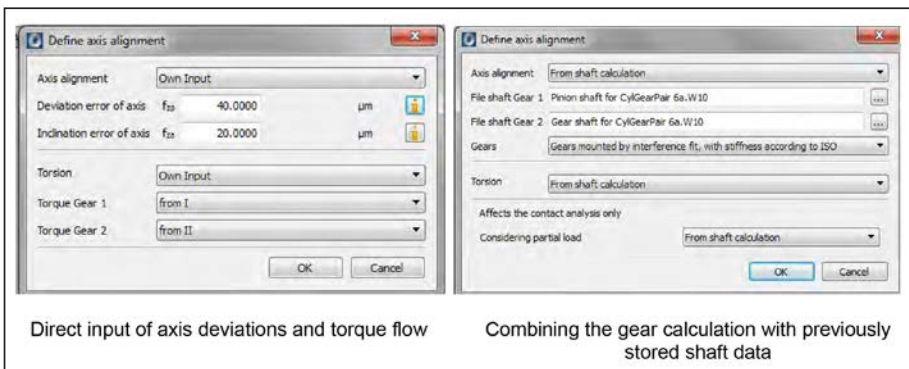 Define axis alignment
Axis alignment Own Input
Deviation error of axis 40.0000 µm
Inclination error of axis 20.0000 µm
Torsion Own Input
Torque Gear 1 from I
Torque Gear 2 from II
OK Cancel
Direct input of axis deviations and torque flow
Define axis alignment
Axis alignment From shaft calculation
File shaft Gear 1 Pinion shaft for CylGearPair 6a.W10 ...
File shaft Gear 2 Gear shaft for CylGearPair 6a.W10 ...
Gears Gears mounted by interference fit, with stiffness according to ISO
Torsion From shaft calculation
Affects the contact analysis only
Considering partial load From shaft calculation
OK Cancel
Combining the gear calculation with previously
stored shaft data